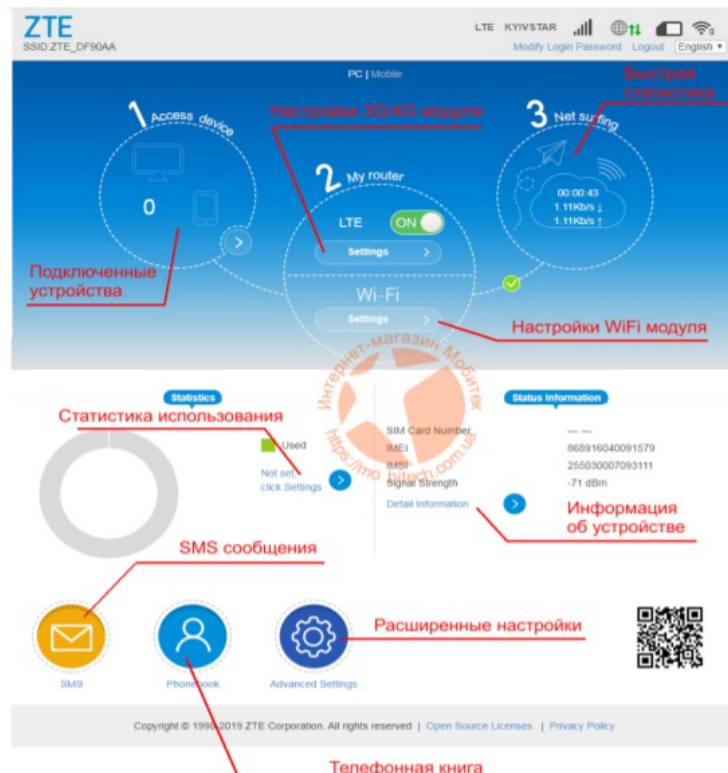 ZTE
SSID:ZTE_DF90AA
LTE KYIVSTAR
Modify Login Password Logout English
PC | Mobile
Быстрая
статистика
Настройки 3G/4G модуля
1 Access device
0
2 My router
LTE ON
Settings
Wi-Fi
Settings
3 Net surfing
00:00:43
1.11Kb/s ↓
1.11Kb/s ↑
Подключенные
устройства
Настройки WiFi модуля
Интернет-магазин Мобитек
https://mobitech.com.ua
Statistics
Статистика использования
Used
Not set,
click Settings
Status Information
SIM Card Number — —
IMEI 868916040091579
IMSI 255030007093111
Signal Strength -71 dBm
Detail Information
Информация
об устройстве
SMS сообщения
Расширенные настройки
SMS
Phonebook
Advanced Settings
Copyright © 1998-2019 ZTE Corporation. All rights reserved | Open Source Licenses | Privacy Policy
Телефонная книга